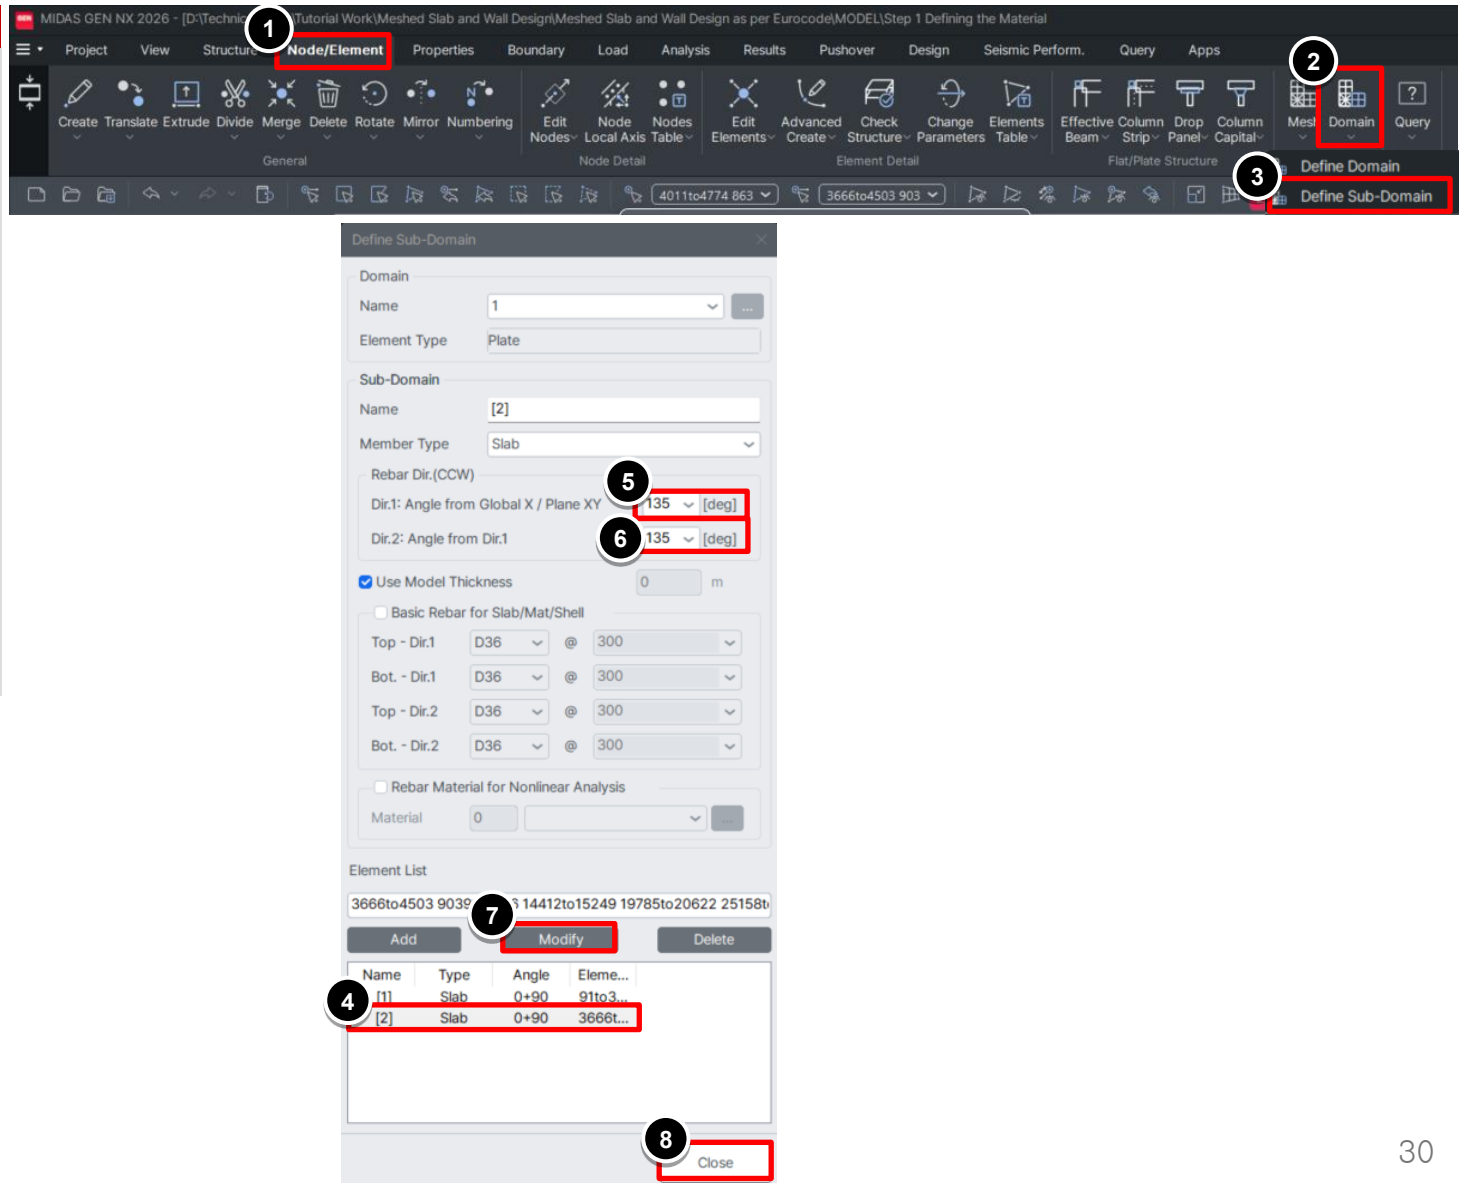 MIDAS GEN NX 2026 - [D:\Technic Tutorial Work\Meshed Slab and Wall Design\Meshed Slab and Wall Design as per Eurocode\MODEL\Step 1 Defining the Material
1
Project View Structure Node/Element Properties Boundary Load Analysis Results Pushover Design Seismic Perform. Query Apps
2
Create Translate Extrude Divide Merge Delete Rotate Mirror Numbering Edit Nodes Node Local Axis Nodes Table Edit Elements Advanced Create Check Structure Change Parameters Elements Table Effective Beam Column Strip Drop Panel Column Capital Mesh Domain Query
General Node Detail Element Detail Flat/Plate Structure
Define Domain
3
Define Sub-Domain
4011to4774 863 3666to4503 903
Define Sub-Domain
Domain
Name 1 ...
Element Type Plate
Sub-Domain
Name [2]
Member Type Slab
Rebar Dir.(CCW)
5
Dir.1: Angle from Global X / Plane XY 135 [deg]
6
Dir.2: Angle from Dir.1 135 [deg]
Use Model Thickness 0 m
Basic Rebar for Slab/Mat/Shell
Top - Dir.1 D36 @ 300
Bot. - Dir.1 D36 @ 300
Top - Dir.2 D36 @ 300
Bot. - Dir.2 D36 @ 300
Rebar Material for Nonlinear Analysis
Material 0 ...
Element List
3666to4503 9039 6 14412to15249 19785to20622 25158t
7
Add Modify Delete
Name Type Angle Eleme...
4
[1] Slab 0+90 91to3...
[2] Slab 0+90 3666t...
8
Close
30